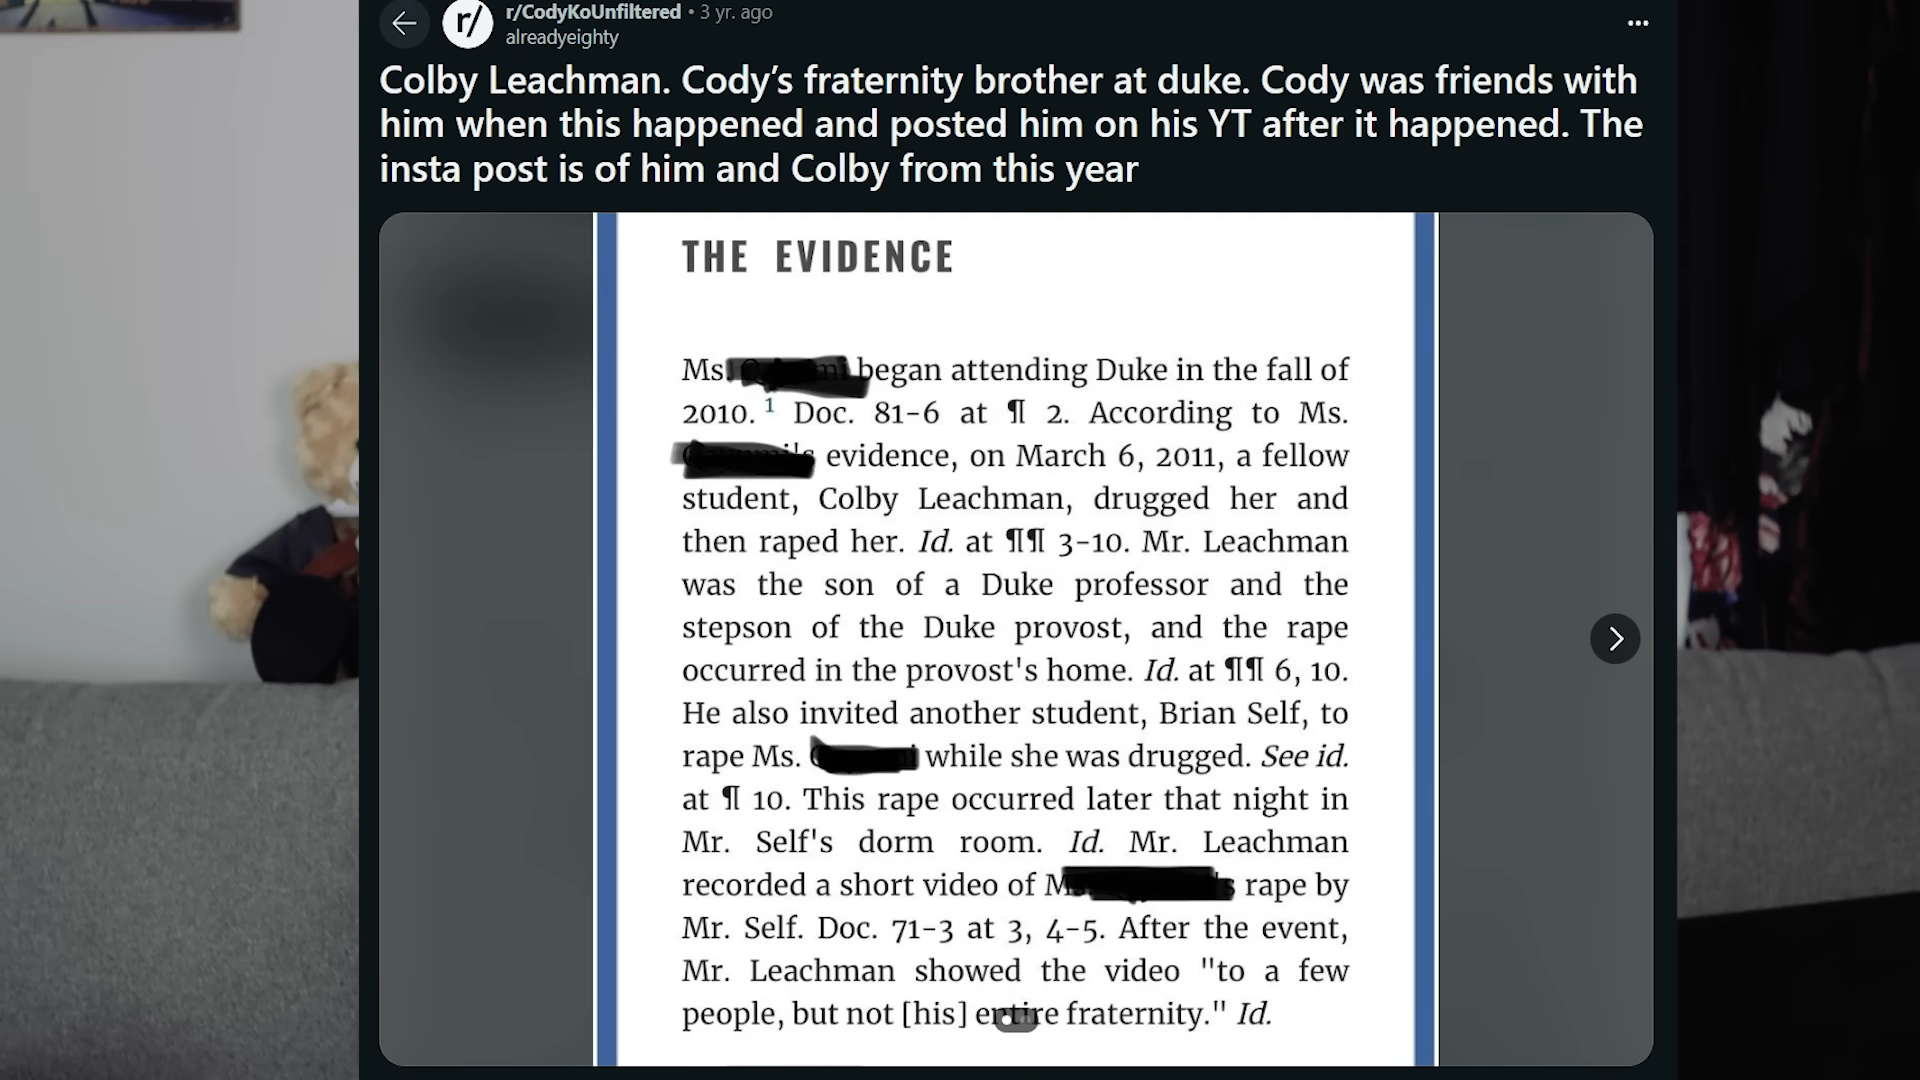 r/CodyKoUnfiltered • 3 yr. ago
alreadyeighty
Colby Leachman. Cody's fraternity brother at duke. Cody was friends with
him when this happened and posted him on his YT after it happened. The
insta post is of him and Colby from this year
THE EVIDENCE
Ms. began attending Duke in the fall of
2010. 1 Doc. 81-6 at ¶ 2. According to Ms.
evidence, on March 6, 2011, a fellow
student, Colby Leachman, drugged her and
then raped her. Id. at ¶¶ 3-10. Mr. Leachman
was the son of a Duke professor and the
stepson of the Duke provost, and the rape
occurred in the provost's home. Id. at ¶¶ 6, 10.
He also invited another student, Brian Self, to
rape Ms. while she was drugged. See id.
at ¶ 10. This rape occurred later that night in
Mr. Self's dorm room. Id. Mr. Leachman
recorded a short video of rape by
Mr. Self. Doc. 71-3 at 3, 4-5. After the event,
Mr. Leachman showed the video "to a few
people, but not [his] entire fraternity." Id.